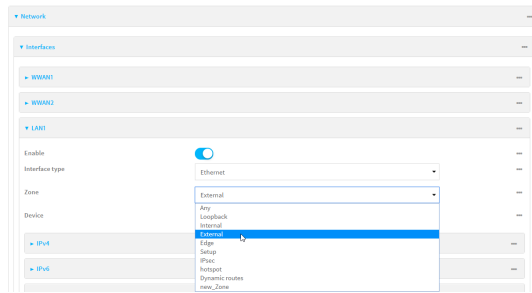 Network
Interfaces
WWAN1
WWAN2
LAN1
Enable
Interface type
Ethernet
Zone
External
Any
Loopback
Internal
External
Edge
Setup
IPsec
hotspot
Dynamic routes
new_Zone
Device
IPv4
IPv6